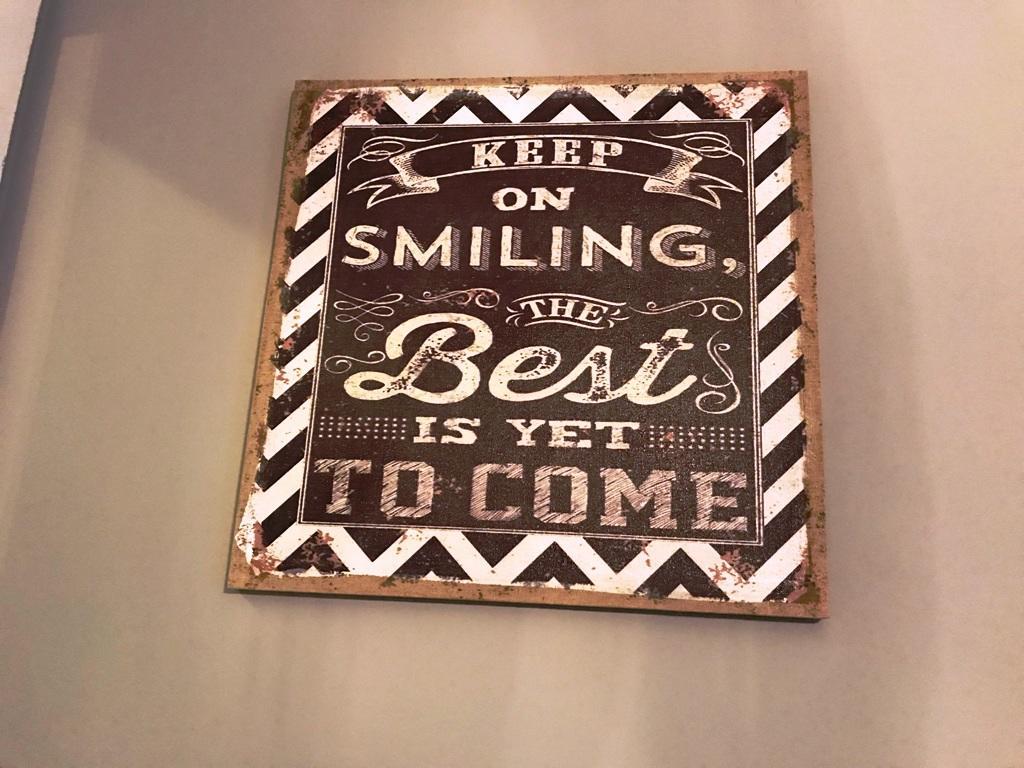 KEEP
ON
SMILING,
THE
Best
IS YET
TO COME